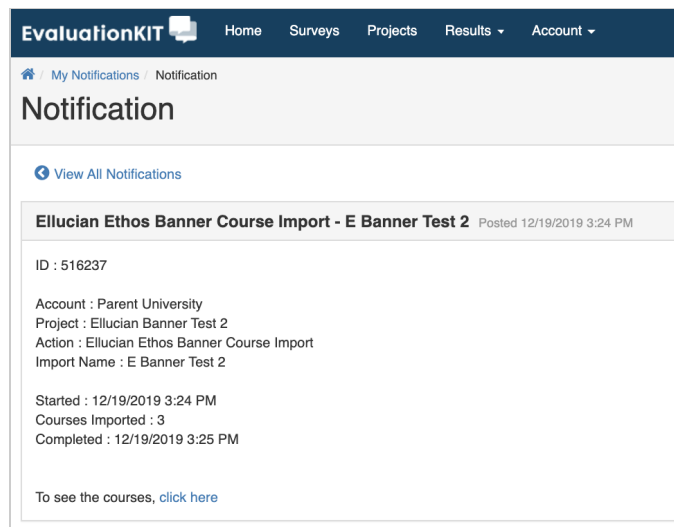 EvaluationKIT Home Surveys Projects Results Account
/ My Notifications / Notification
Notification
View All Notifications
Ellucian Ethos Banner Course Import - E Banner Test 2 Posted 12/19/2019 3:24 PM
ID : 516237
Account : Parent University
Project : Ellucian Banner Test 2
Action : Ellucian Ethos Banner Course Import
Import Name : E Banner Test 2
Started : 12/19/2019 3:24 PM
Courses Imported : 3
Completed : 12/19/2019 3:25 PM
To see the courses, click here